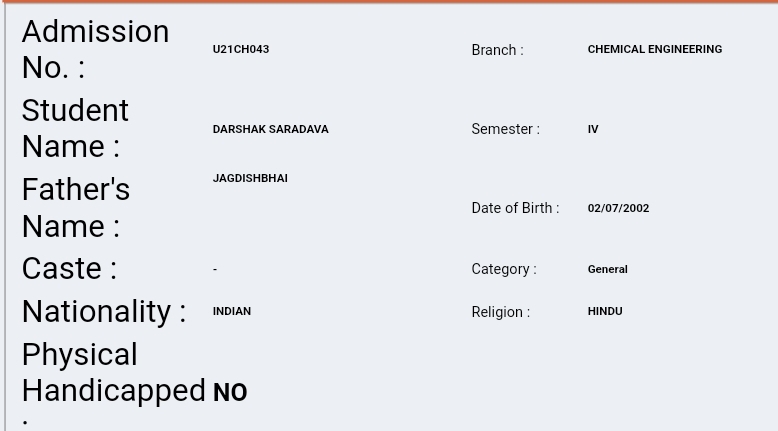 Admission
No. :
U21CH043
Branch :
CHEMICAL ENGINEERING
Student
Name :
DARSHAK SARADAVA
Semester :
IV
Father's
Name :
JAGDISHBHAI
Date of Birth :
02/07/2002
Caste :
-
Category :
General
Nationality :
INDIAN
Religion :
HINDU
Physical
Handicapped
:
NO